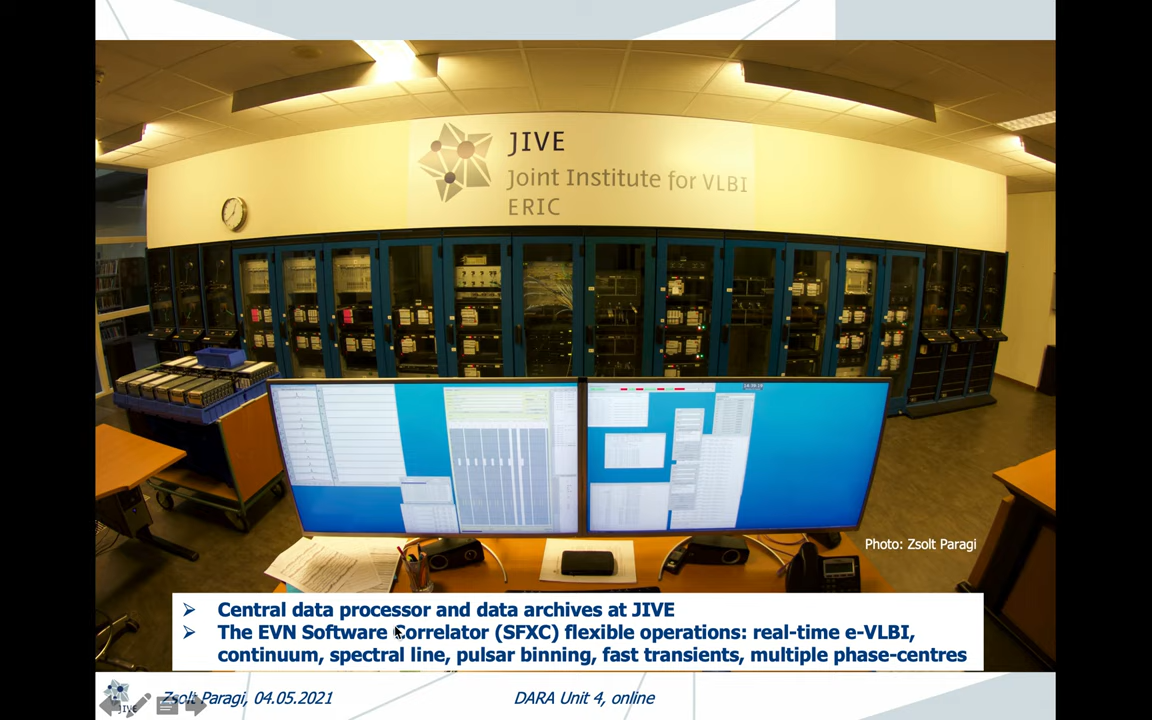 JIVE
Joint Institute for VLBI
ERIC
Photo: Zsolt Paragi
➢ Central data processor and data archives at JIVE
➢ The EVN Software Correlator (SFXC) flexible operations: real-time e-VLBI,
continuum, spectral line, pulsar binning, fast transients, multiple phase-centres
JIVE
Zsolt Paragi, 04.05.2021
DARA Unit 4, online